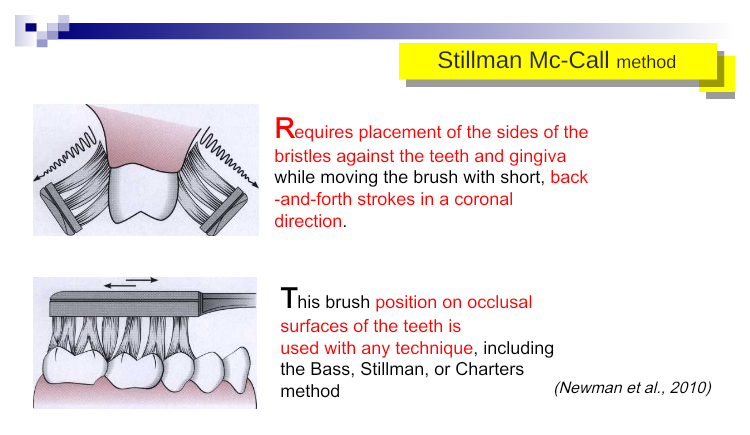 Stillman Mc-Call method
Requires placement of the sides of the
bristles against the teeth and gingiva
while moving the brush with short, back
-and-forth strokes in a coronal
direction.
This brush position on occlusal
surfaces of the teeth is
used with any technique, including
the Bass, Stillman, or Charters
method
(Newman et al., 2010)